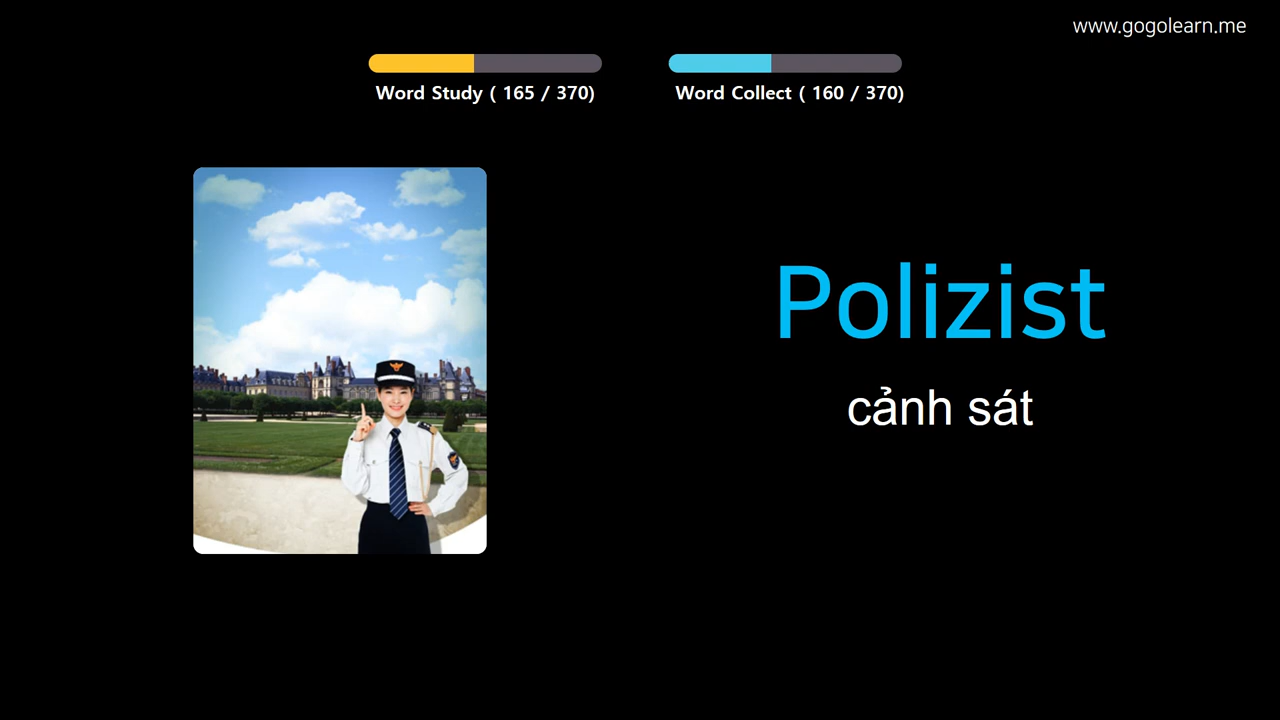 www.gogolearn.me
Word Study ( 165 / 370)
Word Collect ( 160 / 370)
Polizist
cảnh sát